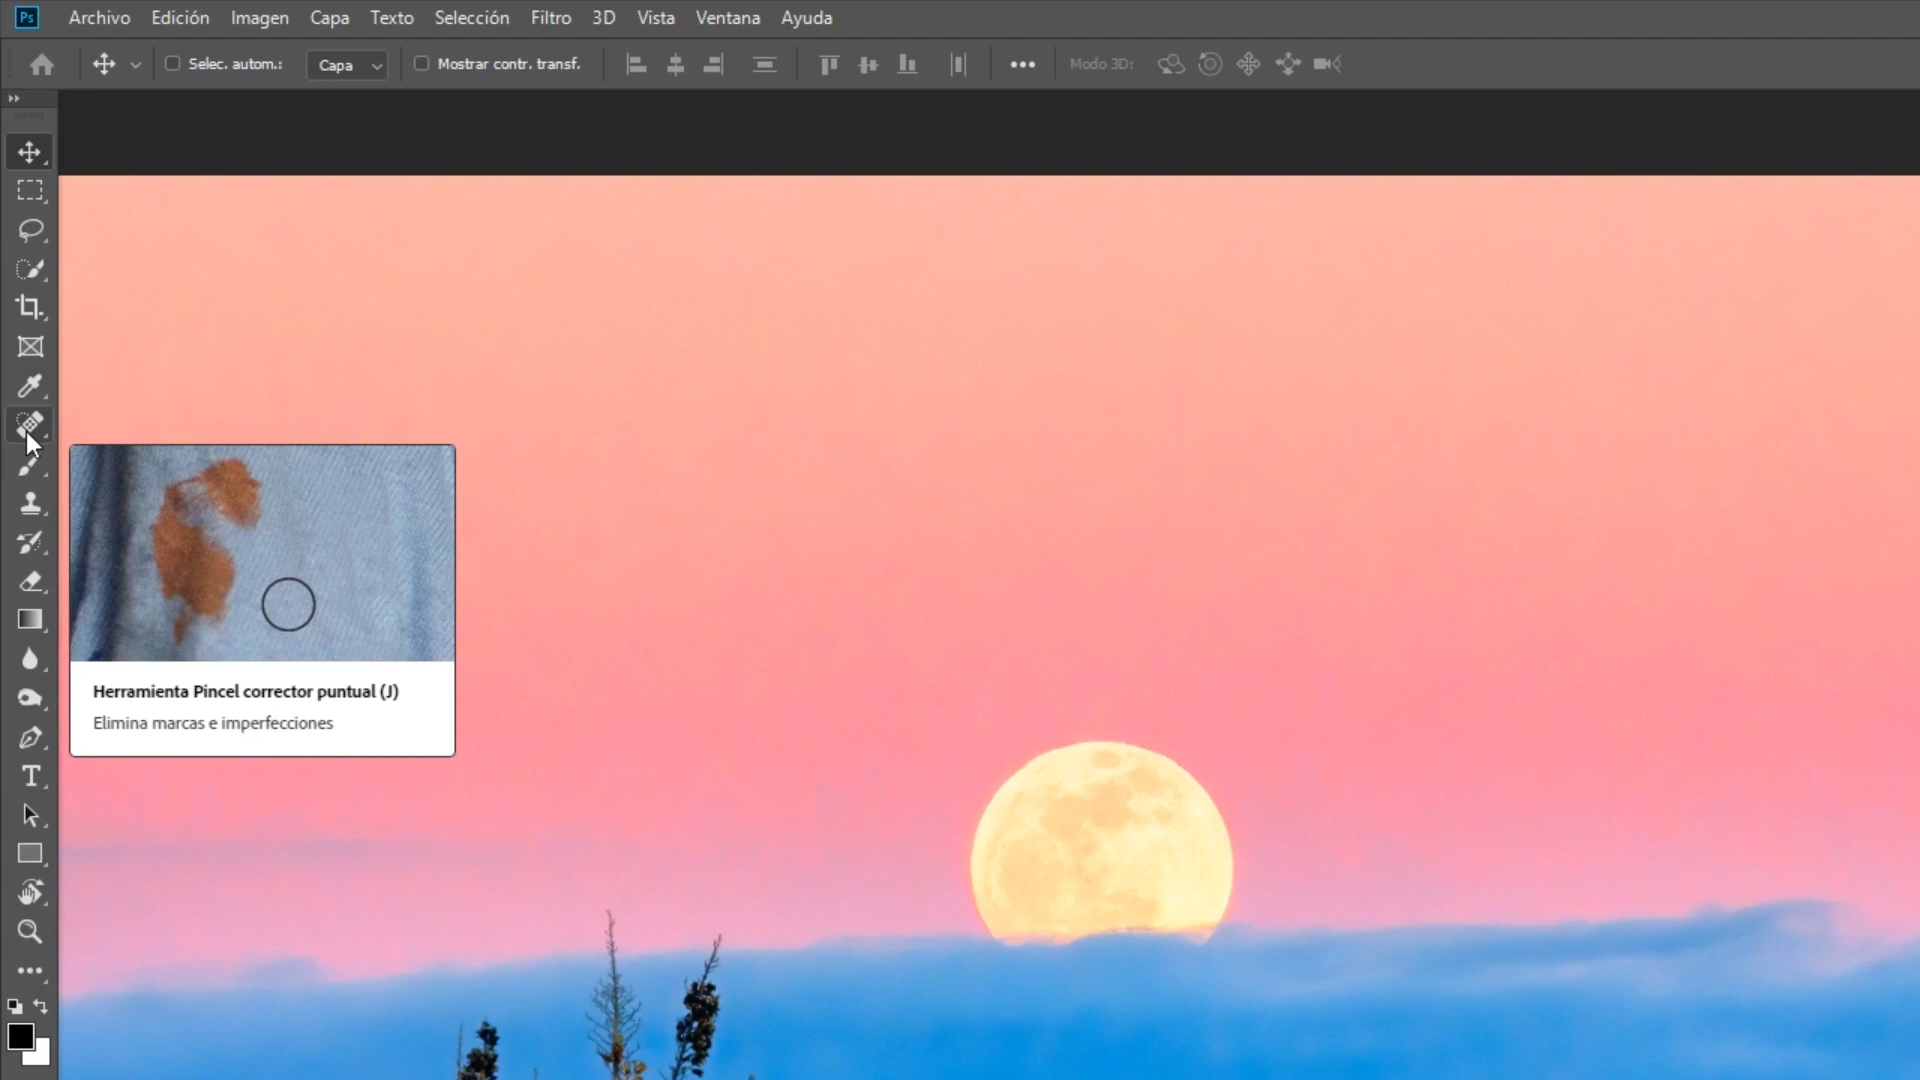 Ps Archivo Edición Imagen Capa Texto Selección Filtro 3D Vista Ventana Ayuda
Selec. autom.: Capa Mostrar contr. transf. Modo 3D:
Herramienta Pincel corrector puntual (J)
Elimina marcas e imperfecciones